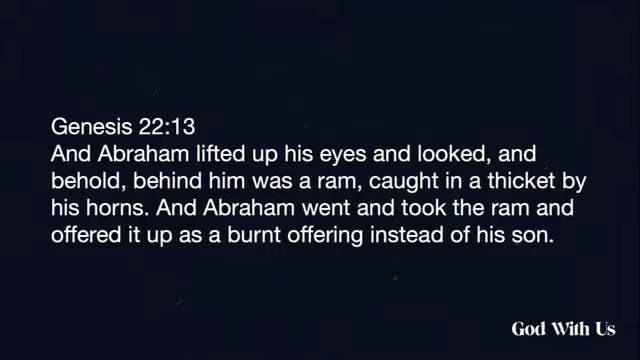 Genesis 22:13
And Abraham lifted up his eyes and looked, and
behold, behind him was a ram, caught in a thicket by
his horns. And Abraham went and took the ram and
offered it up as a burnt offering instead of his son.
God With Us